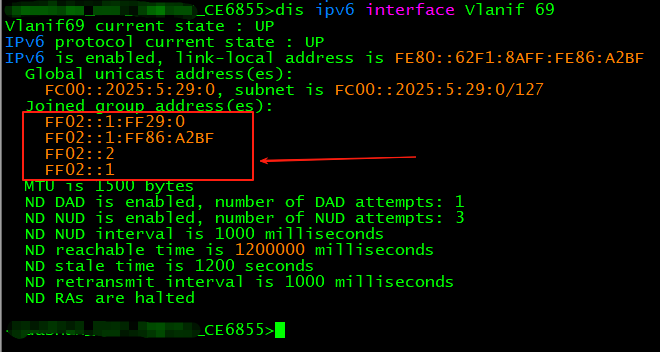 _CE6855>dis ipv6 interface Vlanif 69
Vlanif69 current state : UP
IPv6 protocol current state : UP
IPv6 is enabled, link-local address is FE80::62F1:8AFF:FE86:A2BF
Global unicast address(es):
FC00::2025:5:29:0, subnet is FC00::2025:5:29:0/127
Joined group address(es):
FF02::1:FF29:0
FF02::1:FF86:A2BF
FF02::2
FF02::1
MTU is 1500 bytes
ND DAD is enabled, number of DAD attempts: 1
ND NUD is enabled, number of NUD attempts: 3
ND NUD interval is 1000 milliseconds
ND reachable time is 1200000 milliseconds
ND stale time is 1200 seconds
ND retransmit interval is 1000 milliseconds
ND RAs are halted
_CE6855>